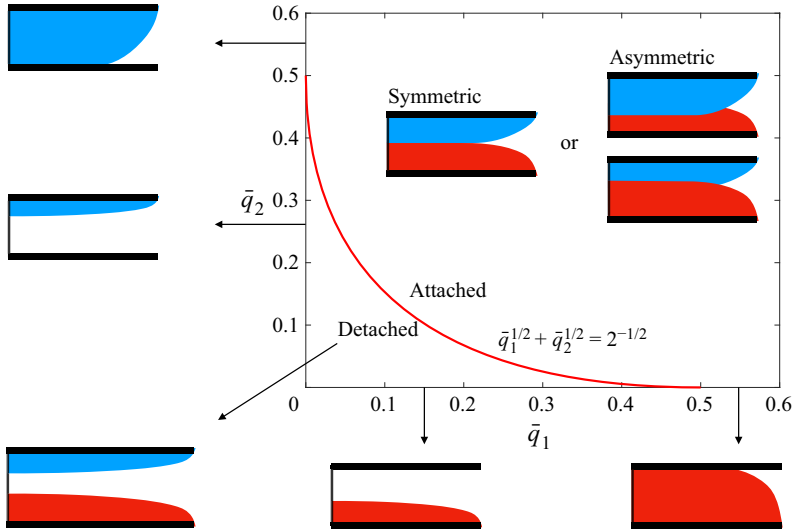 0.6
0.5
0.4
0.3
0.2
0.1
q̄₂
Asymmetric
Symmetric
or
Attached
Detached
q̄₁^{1/2} + q̄₂^{1/2} = 2^{-1/2}
0 0.1 0.2 0.3 0.4 0.5 0.6
q̄₁